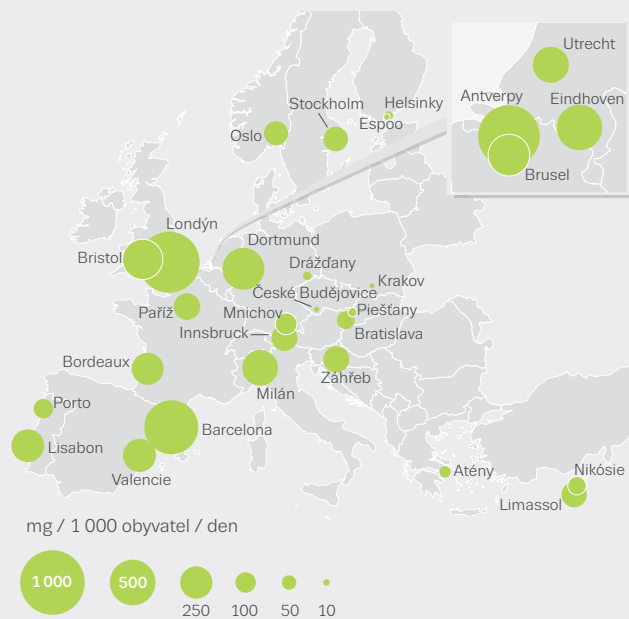 Utrecht
Antverpy
Eindhoven
Brusel
Stockholm
Helsinky
Espoo
Oslo
Londýn
Bristol
Dortmund
Drážďany
Krakov
České Budějovice
Paříž
Mnichov
Piešťany
Innsbruck
Bratislava
Bordeaux
Milán
Záhřeb
Porto
Barcelona
Lisabon
Valencie
Atény
Nikósie
Limassol
mg / 1 000 obyvatel / den
1 000
500
250
100
50
10